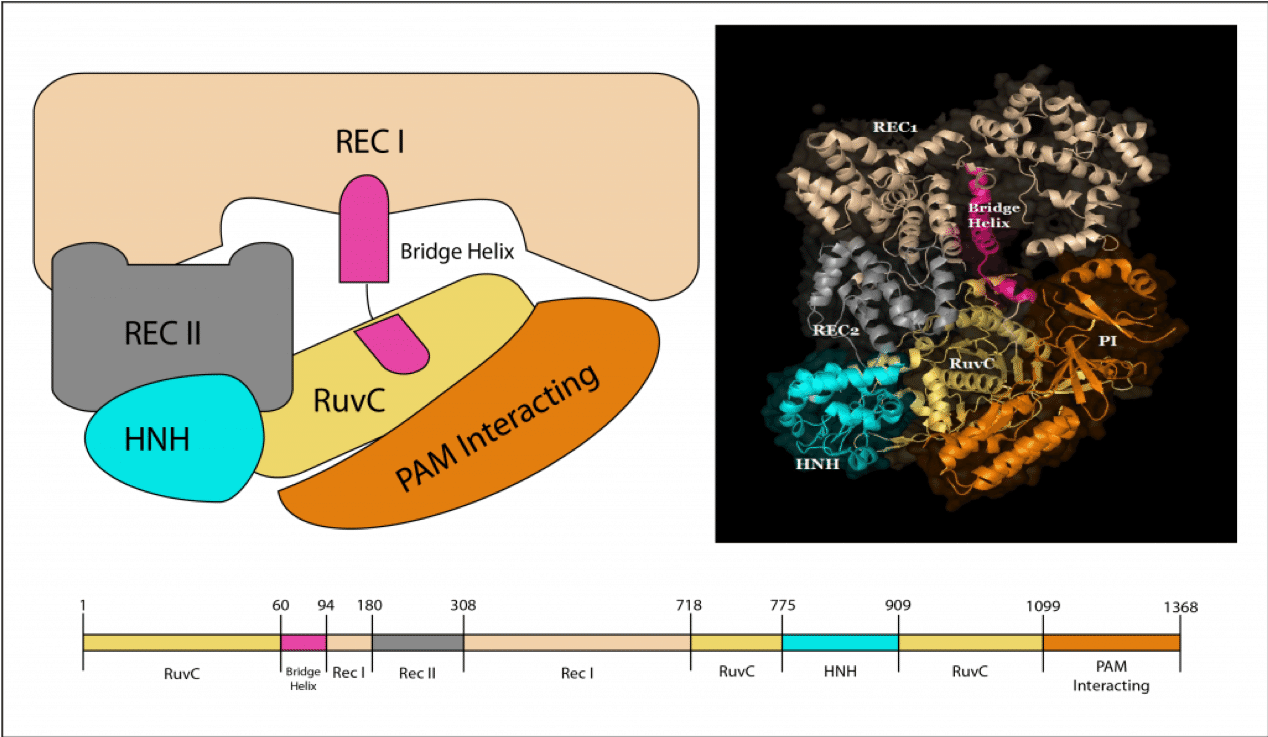 REC I
Bridge Helix
REC II
RuvC
HNH
PAM Interacting
REC1
Bridge
Helix
REC2
RuvC
PI
HNH
1 60 94 180 308 718 775 909 1099 1368
RuvC Bridge Helix Rec I Rec II Rec I RuvC HNH RuvC PAM Interacting